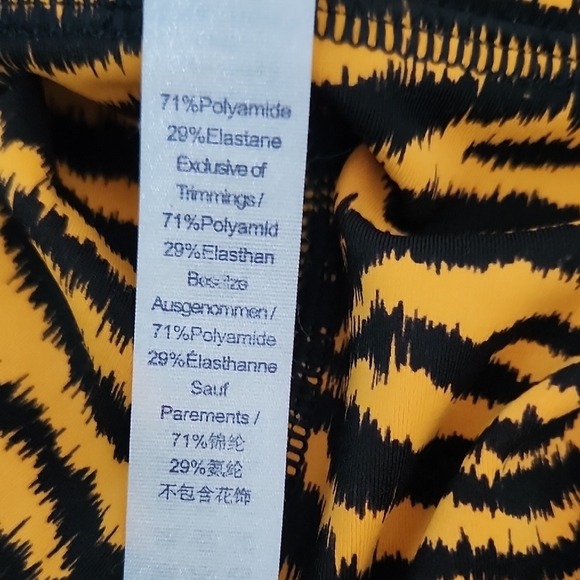 71%Polyamide
29%Elastane
Exclusive of
Trimmings /
71%Polyamid
29%Elasthan
Besätze
Ausgenommen /
71%Polyamide
29%Élasthanne
Sauf
Parements /
71%锦纶
29%氨纶
不包含花饰